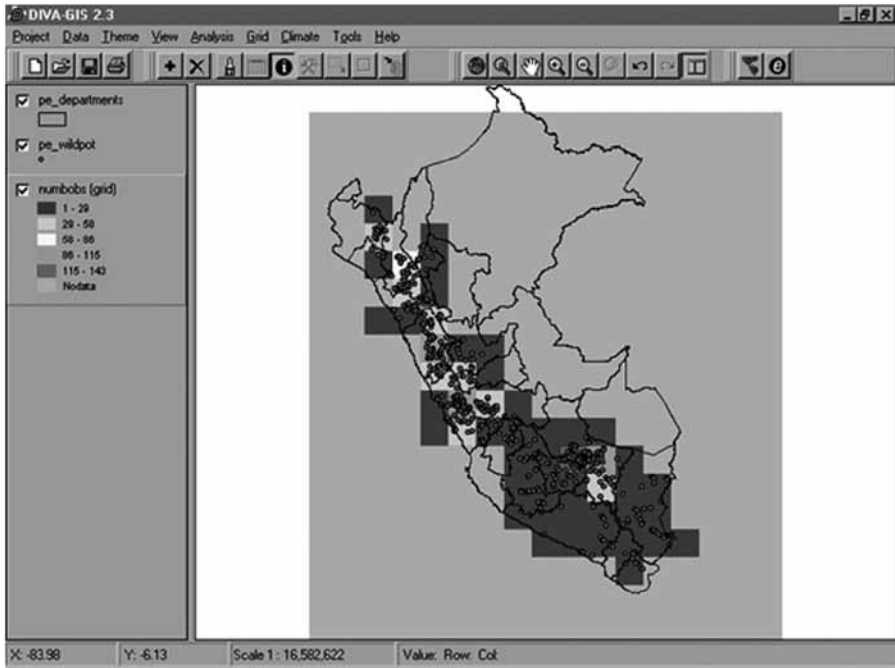 DIVA-GIS 2.3
Project Data Theme View Analysis Grid Climate Tools Help
pe_departments
pe_wildpot
numbobs (grid)
1 - 29
29 - 58
58 - 86
86 - 115
115 - 143
Nodata
X: -83.98 Y: -6.13 Scale 1 : 16,582,622 Value: Row: Col: